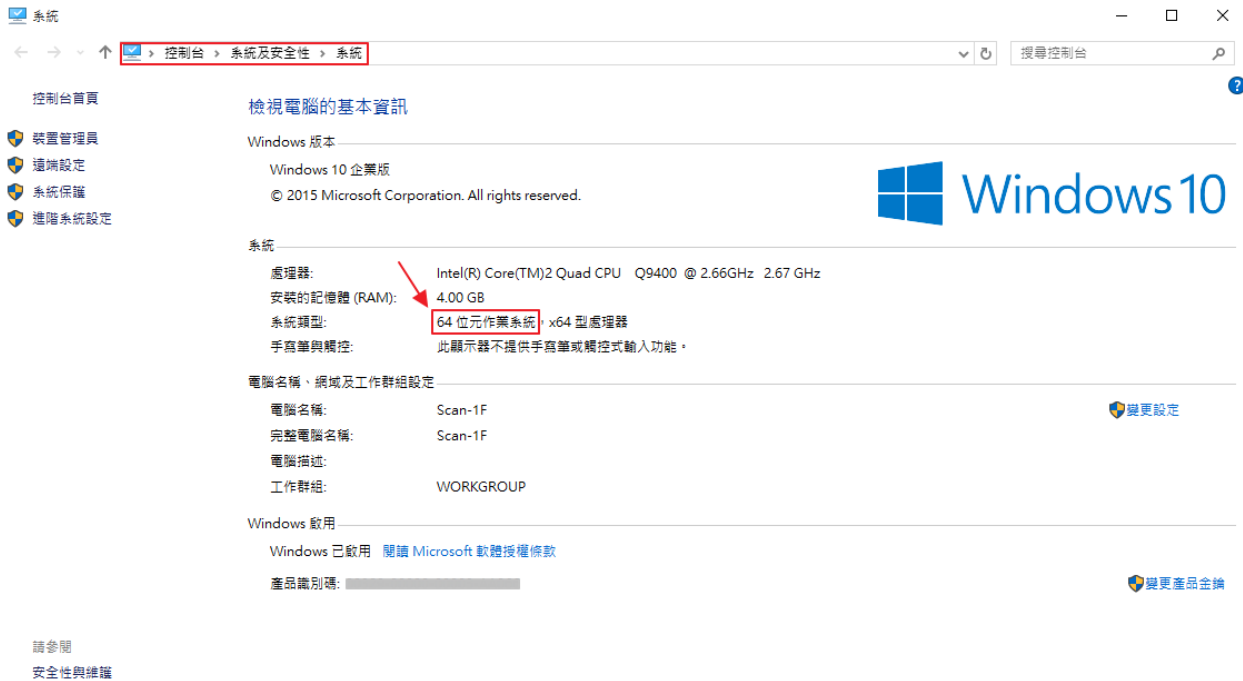 系統
控制台 › 系統及安全性 › 系統
搜尋控制台
控制台首頁
裝置管理員
遠端設定
系統保護
進階系統設定
檢視電腦的基本資訊
Windows 版本
Windows 10 企業版
© 2015 Microsoft Corporation. All rights reserved.
Windows 10
系統
處理器: Intel(R) Core(TM)2 Quad CPU Q9400 @ 2.66GHz 2.67 GHz
安裝的記憶體 (RAM): 4.00 GB
系統類型: 64 位元作業系統，x64 型處理器
手寫筆與觸控: 此顯示器不提供手寫筆或觸控式輸入功能。
電腦名稱、網域及工作群組設定
電腦名稱: Scan-1F
變更設定
完整電腦名稱: Scan-1F
電腦描述:
工作群組: WORKGROUP
Windows 啟用
Windows 已啟用 閱讀 Microsoft 軟體授權條款
產品識別碼:
變更產品金鑰
請參閱
安全性與維護